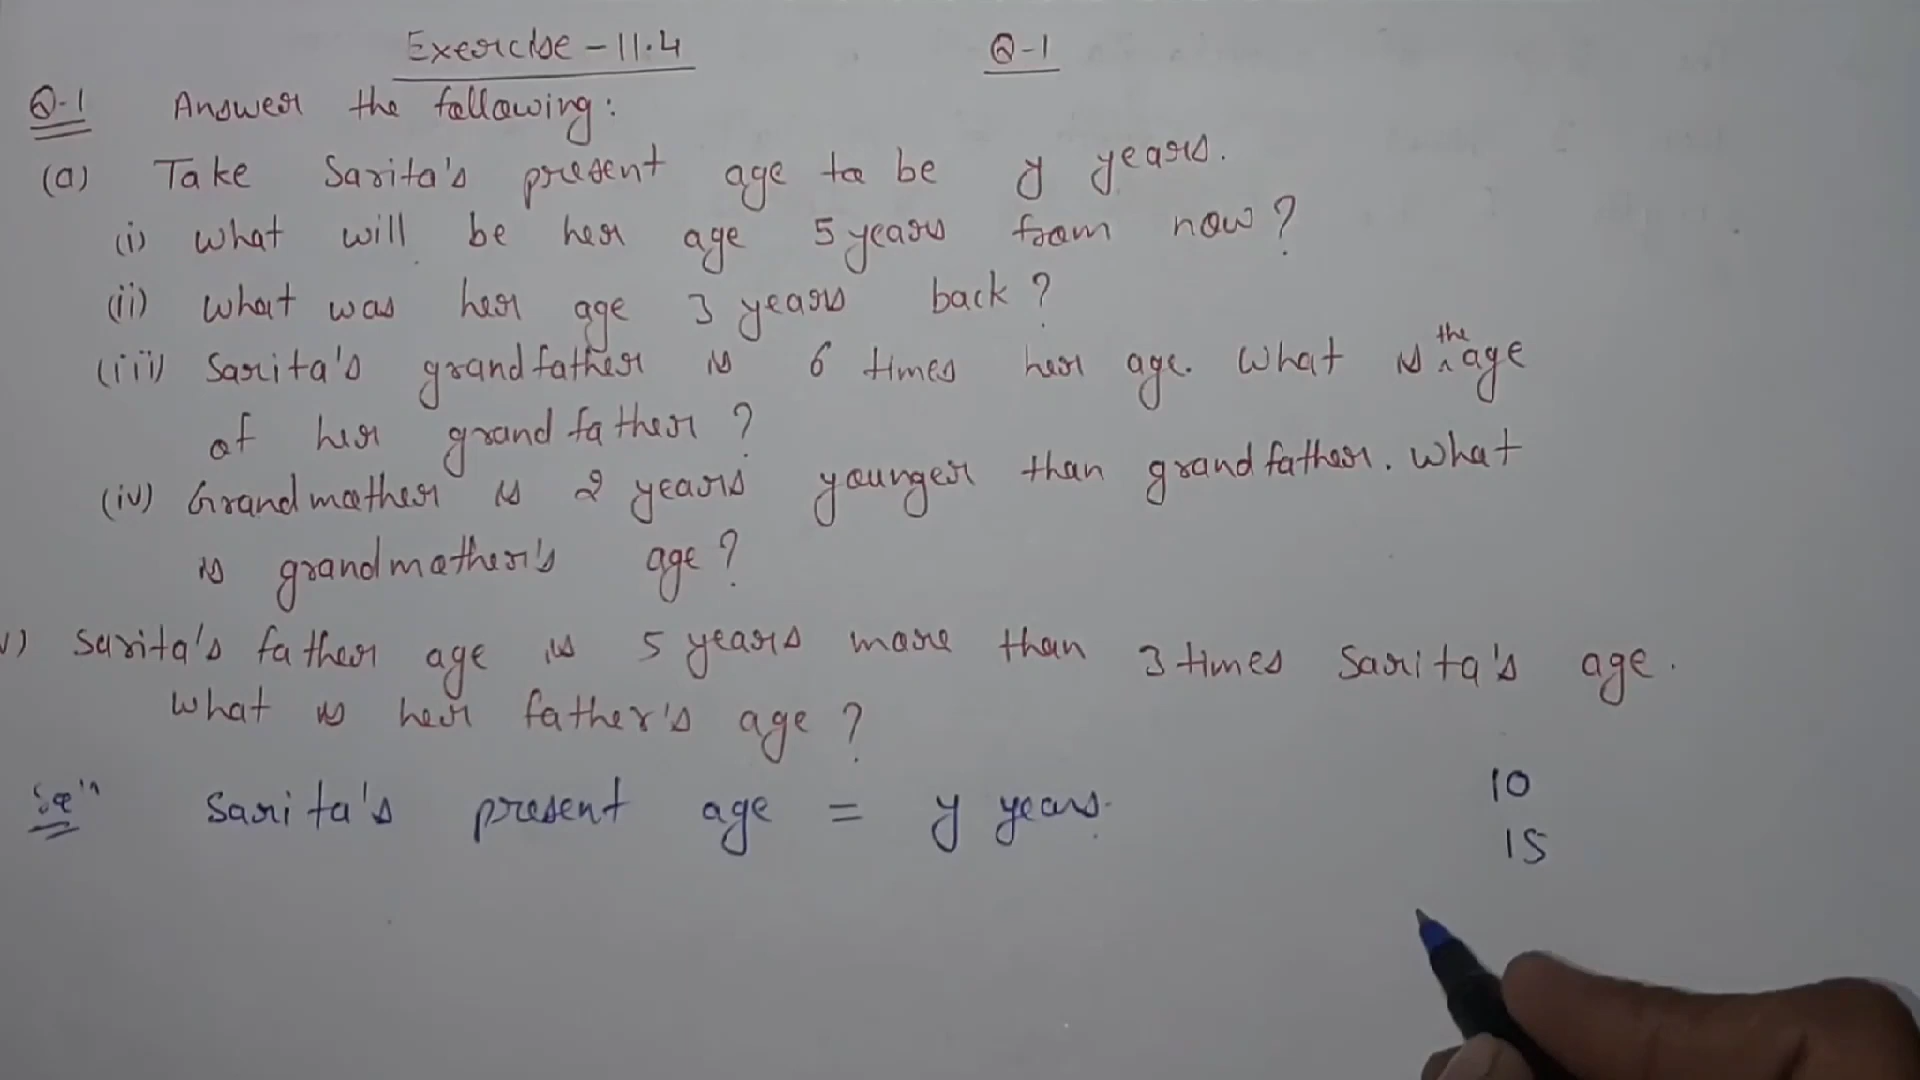 Exercise - 11.4
Q-1
Q-1 Answer the following:
(a) Take Sarita's present age to be y years.
(i) What will be her age 5 years from now?
(ii) What was her age 3 years back?
(iii) Sarita's grandfather is 6 times her age. What is the age
of her grandfather?
(iv) Grandmother is 2 years younger than grandfather. What
is grandmother's age?
v) Sarita's father age is 5 years more than 3 times Sarita's age.
What is her father's age?
Solⁿ Sarita's present age = y years.
10
15